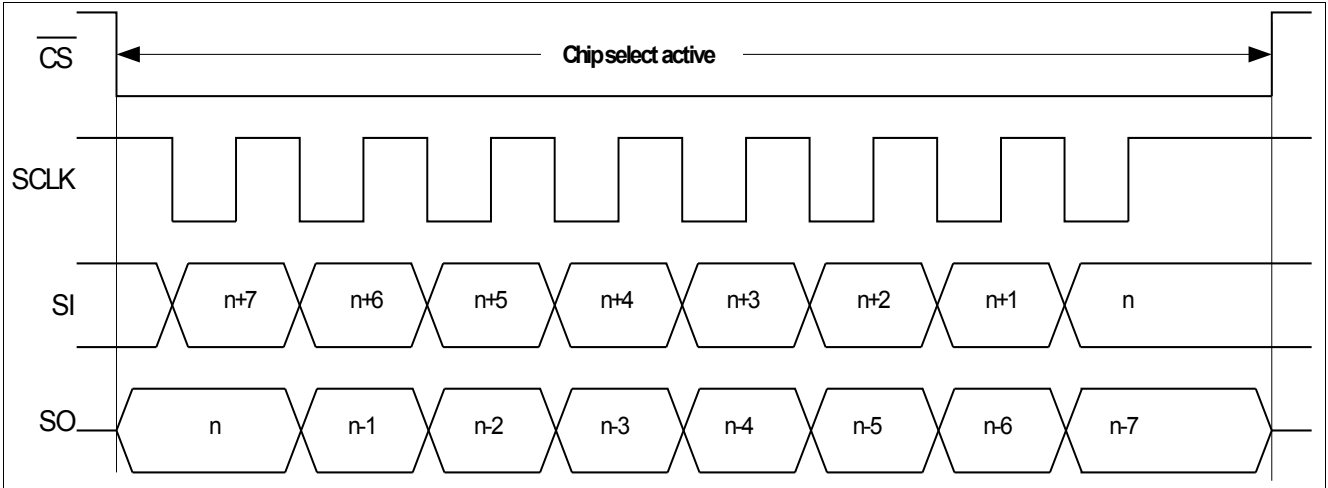 CS
Chip select active
SCLK
SI
n+7 n+6 n+5 n+4 n+3 n+2 n+1 n
SO
n n-1 n-2 n-3 n-4 n-5 n-6 n-7